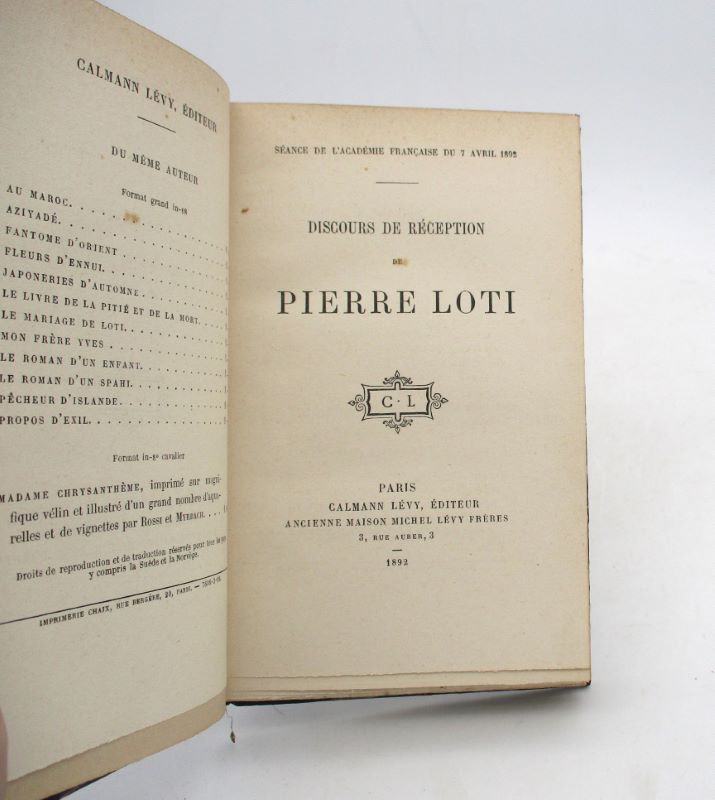 CALMANN LÉVY, ÉDITEUR
DU MÊME AUTEUR
Format grand in-18
AU MAROC
AZIYADÉ
FANTOME D'ORIENT
FLEURS D'ENNUI
JAPONERIES D'AUTOMNE
LE LIVRE DE LA PITIÉ ET DE LA MORT
LE MARIAGE DE LOTI
MON FRÈRE YVES
LE ROMAN D'UN ENFANT
LE ROMAN D'UN SPAHI
PÊCHEUR D'ISLANDE
PROPOS D'EXIL
Format in-8º cavalier
MADAME CHRYSANTHÈME, imprimé sur magni-
fique vélin et illustré d'un grand nombre d'aqua-
relles et de vignettes par ROSSI et MYRBACH
Droits de reproduction et de traduction réservés pour tous les pays
y compris la Suède et la Norvège.
IMPRIMERIE CHAIX, RUE BERGÈRE, 20, PARIS. —
SÉANCE DE L'ACADÉMIE FRANÇAISE DU 7 AVRIL 1892
DISCOURS DE RÉCEPTION
DE
PIERRE LOTI
C · L
PARIS
CALMANN LÉVY, ÉDITEUR
ANCIENNE MAISON MICHEL LÉVY FRÈRES
3, RUE AUBER, 3
1892